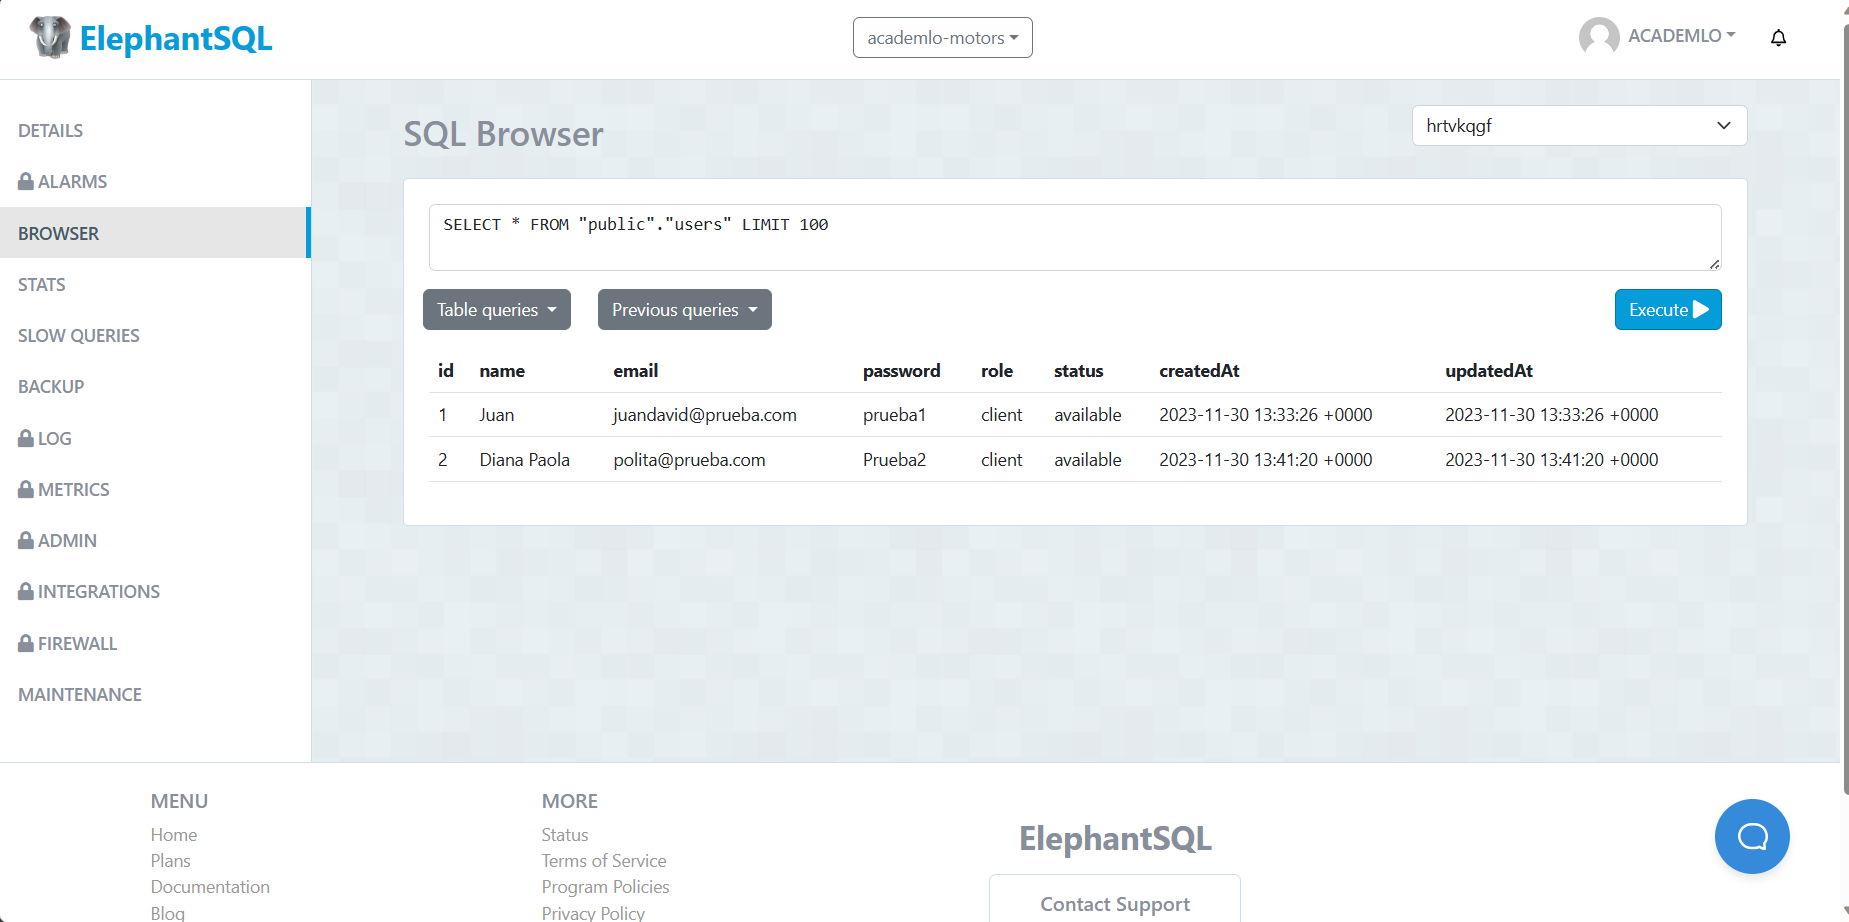 ElephantSQL
academlo-motors
ACADEMLO
DETAILS
ALARMS
BROWSER
STATS
SLOW QUERIES
BACKUP
LOG
METRICS
ADMIN
INTEGRATIONS
FIREWALL
MAINTENANCE
SQL Browser
hrtvkqgf
SELECT * FROM "public"."users" LIMIT 100
Table queries
Previous queries
Execute
id name email password role status createdAt updatedAt
1 Juan juandavid@prueba.com prueba1 client available 2023-11-30 13:33:26 +0000 2023-11-30 13:33:26 +0000
2 Diana Paola polita@prueba.com Prueba2 client available 2023-11-30 13:41:20 +0000 2023-11-30 13:41:20 +0000
MENU
Home
Plans
Documentation
Blog
MORE
Status
Terms of Service
Program Policies
Privacy Policy
ElephantSQL
Contact Support